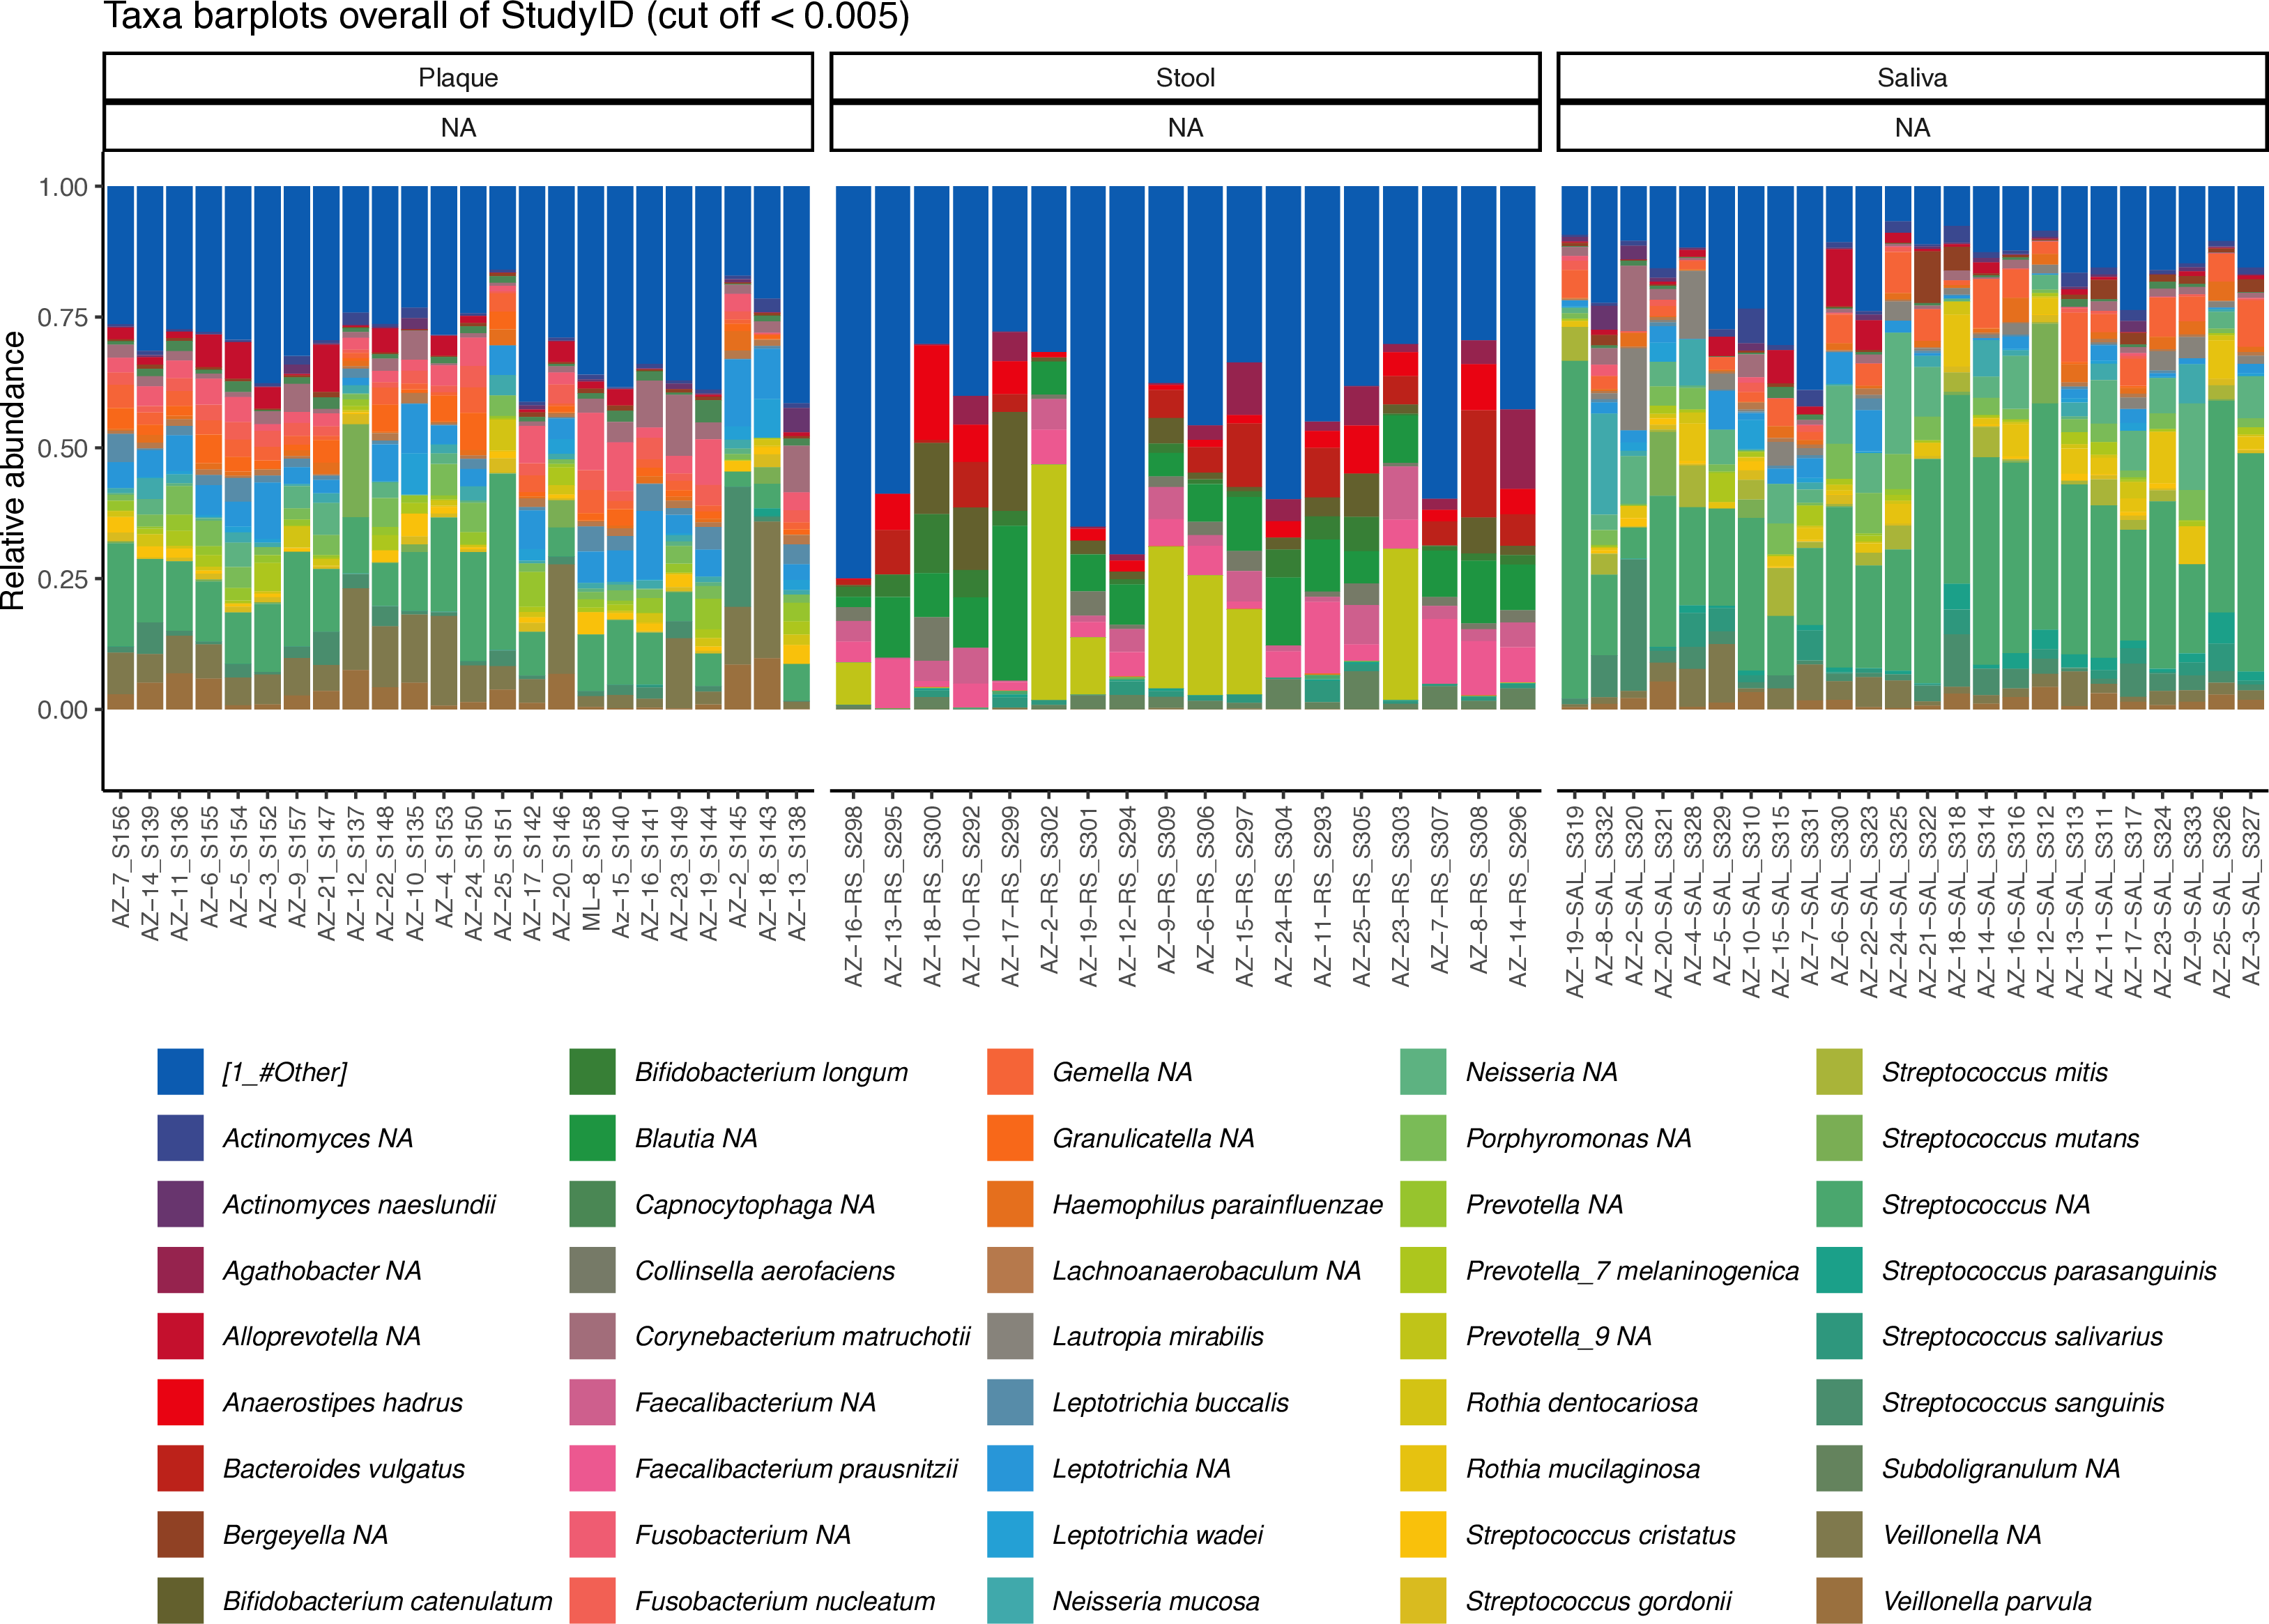 Taxa barplots overall of StudyID (cut off < 0.005)
Plaque
Stool
Saliva
NA
NA
NA
Relative abundance
1.00
0.75
0.50
0.25
0.00
AZ-7_S156
AZ-14_S139
AZ-11_S136
AZ-6_S155
AZ-5_S154
AZ-3_S152
AZ-9_S157
AZ-21_S147
AZ-12_S137
AZ-22_S148
AZ-10_S135
AZ-4_S153
AZ-24_S150
AZ-25_S151
AZ-17_S142
AZ-20_S146
ML-8_S158
Az-15_S140
AZ-16_S141
AZ-23_S149
AZ-19_S144
AZ-2_S145
AZ-18_S143
AZ-13_S138
AZ-16-RS_S298
AZ-13-RS_S295
AZ-18-RS_S300
AZ-10-RS_S292
AZ-17-RS_S299
AZ-2-RS_S302
AZ-19-RS_S301
AZ-12-RS_S294
AZ-9-RS_S309
AZ-6-RS_S306
AZ-15-RS_S297
AZ-24-RS_S304
AZ-11-RS_S293
AZ-25-RS_S305
AZ-23-RS_S303
AZ-7-RS_S307
AZ-8-RS_S308
AZ-14-RS_S296
AZ-19-SAL_S319
AZ-8-SAL_S332
AZ-2-SAL_S320
AZ-20-SAL_S321
AZ-4-SAL_S328
AZ-5-SAL_S329
AZ-10-SAL_S310
AZ-15-SAL_S315
AZ-7-SAL_S331
AZ-6-SAL_S330
AZ-22-SAL_S323
AZ-24-SAL_S325
AZ-21-SAL_S322
AZ-18-SAL_S318
AZ-14-SAL_S314
AZ-16-SAL_S316
AZ-12-SAL_S312
AZ-13-SAL_S313
AZ-11-SAL_S311
AZ-17-SAL_S317
AZ-23-SAL_S324
AZ-9-SAL_S333
AZ-25-SAL_S326
AZ-3-SAL_S327
[1_#Other]
Actinomyces NA
Actinomyces naeslundii
Agathobacter NA
Alloprevotella NA
Anaerostipes hadrus
Bacteroides vulgatus
Bergeyella NA
Bifidobacterium catenulatum
Bifidobacterium longum
Blautia NA
Capnocytophaga NA
Collinsella aerofaciens
Corynebacterium matruchotii
Faecalibacterium NA
Faecalibacterium prausnitzii
Fusobacterium NA
Fusobacterium nucleatum
Gemella NA
Granulicatella NA
Haemophilus parainfluenzae
Lachnoanaerobaculum NA
Lautropia mirabilis
Leptotrichia buccalis
Leptotrichia NA
Leptotrichia wadei
Neisseria mucosa
Neisseria NA
Porphyromonas NA
Prevotella NA
Prevotella_7 melaninogenica
Prevotella_9 NA
Rothia dentocariosa
Rothia mucilaginosa
Streptococcus cristatus
Streptococcus gordonii
Streptococcus mitis
Streptococcus mutans
Streptococcus NA
Streptococcus parasanguinis
Streptococcus salivarius
Streptococcus sanguinis
Subdoligranulum NA
Veillonella NA
Veillonella parvula